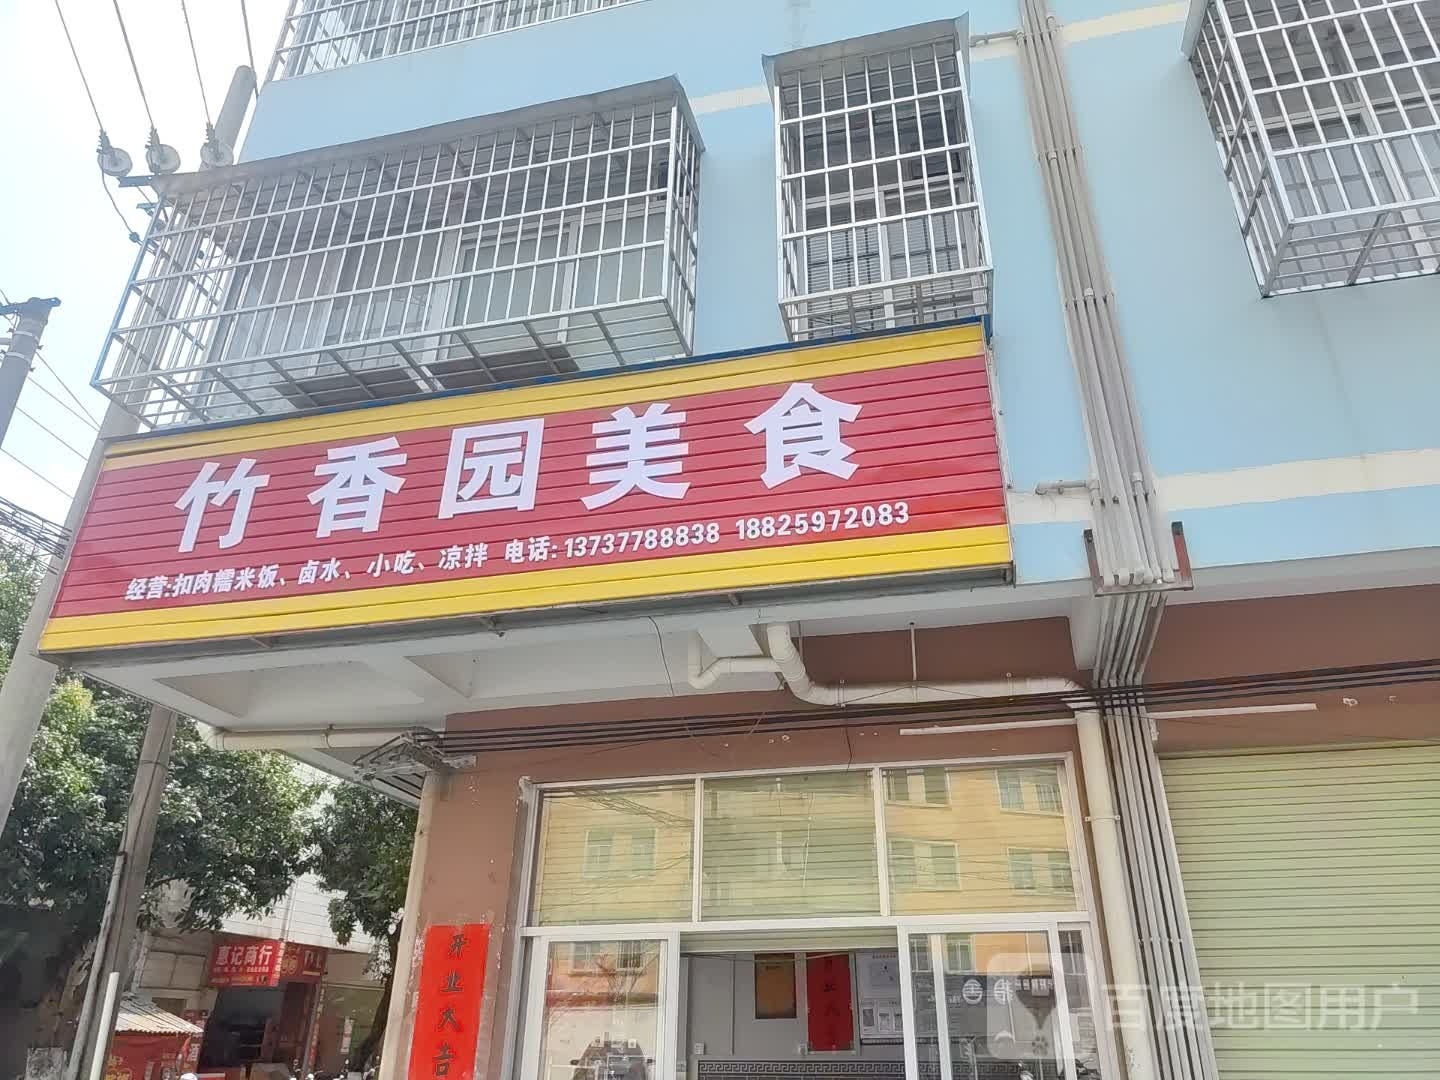 竹香园美食
经营:扣肉糯米饭、卤水、小吃、凉拌 电话:13737788838 18825972083
惠记商行
开业大吉
百度地图用户